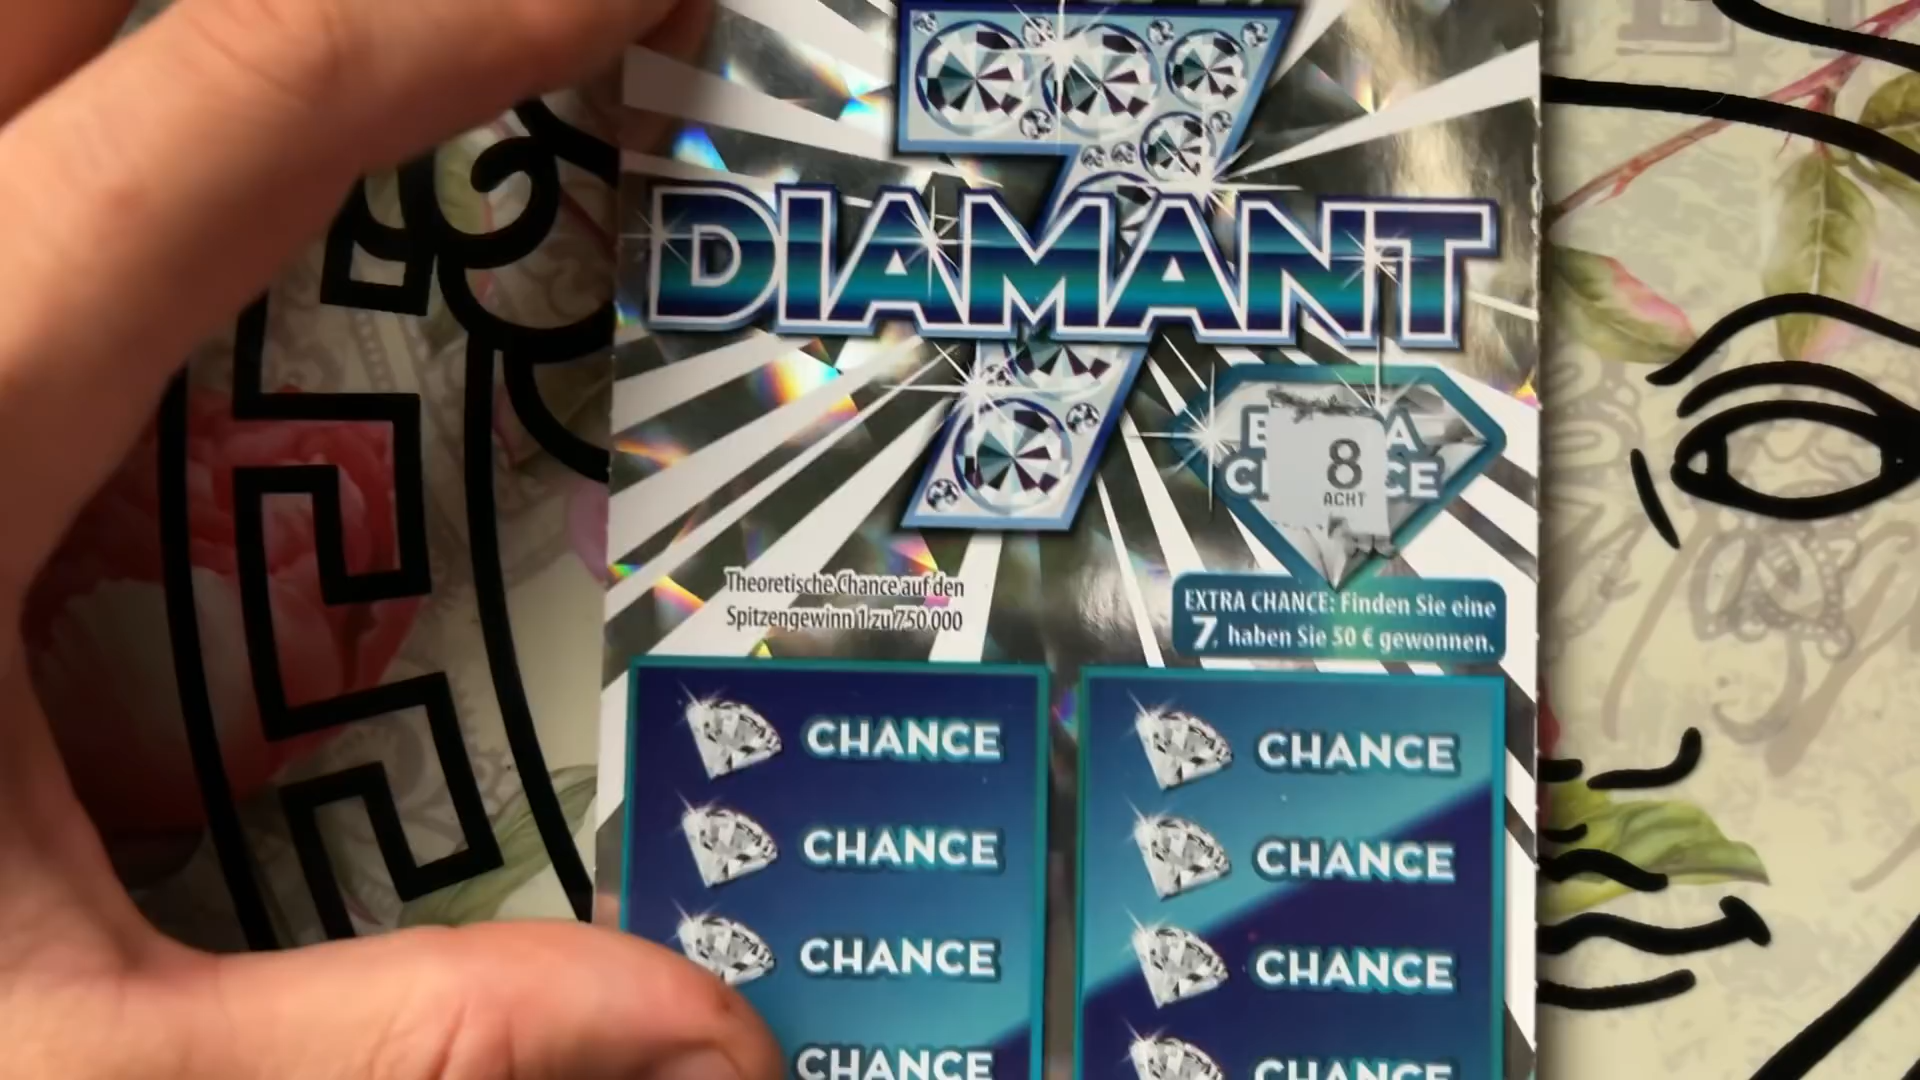 7
DIAMANT
8
ACHT
Theoretische Chance auf den
Spitzengewinn 1 zu 750 000
EXTRA CHANCE: Finden Sie eine
7, haben Sie 50 € gewonnen.
CHANCE
CHANCE
CHANCE
CHANCE
CHANCE
CHANCE
CHANCE
CHANCE